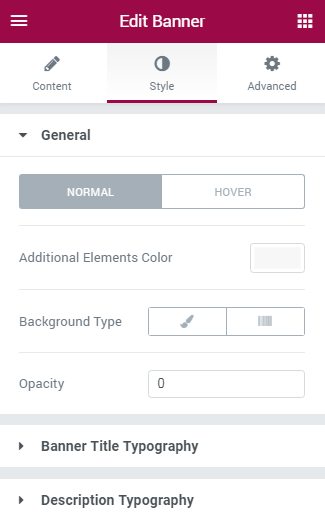 Edit Banner
Content Style Advanced
General
NORMAL HOVER
Additional Elements Color
Background Type
Opacity 0
Banner Title Typography
Description Typography